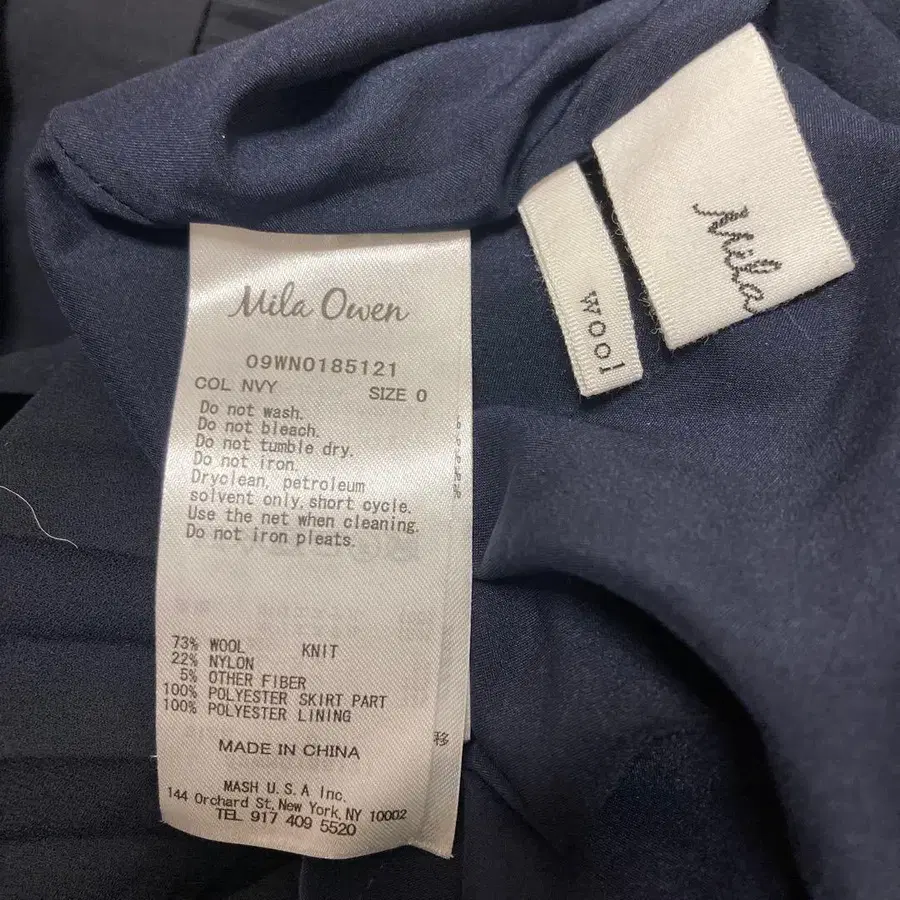 Mila Owen
09WN0185121
COL NVY SIZE 0
Do not wash.
Do not bleach.
Do not tumble dry.
Do not iron.
Dryclean, petroleum
solvent only, short cycle.
Use the net when cleaning.
Do not iron pleats.
73% WOOL KNIT
22% NYLON
5% OTHER FIBER
100% POLYESTER SKIRT PART
100% POLYESTER LINING
MADE IN CHINA
MASH U.S.A Inc.
144 Orchard St, New York, NY 10002
TEL 917 409 5520
移
wool
Mila